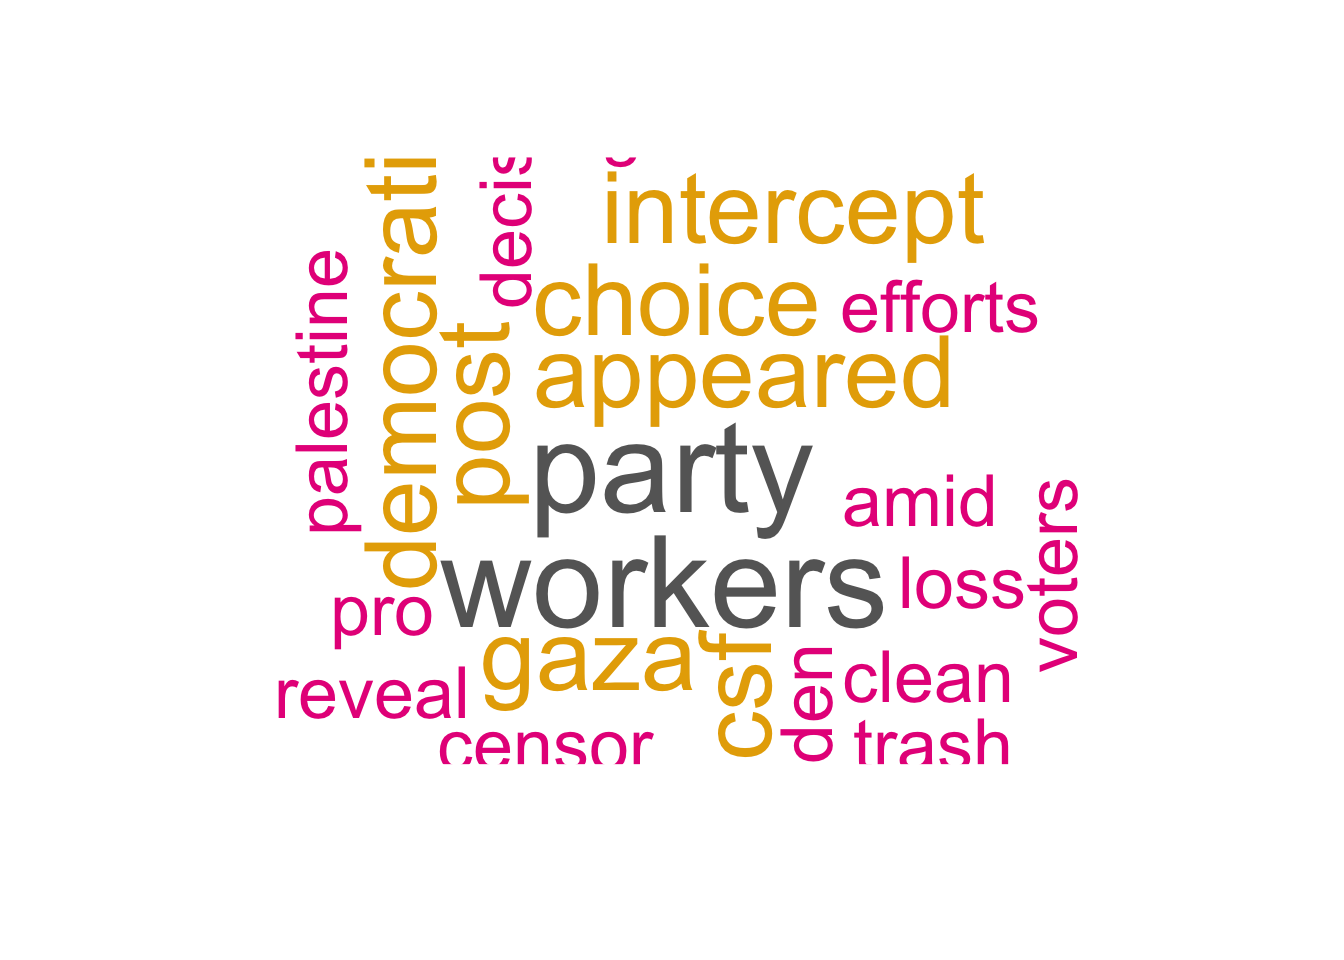 democrati
decis
intercept
palestine
choice
efforts
post
appeared
party
amid
voters
workers
loss
pro
gaza
csf
den
clean
reveal
censor
trash